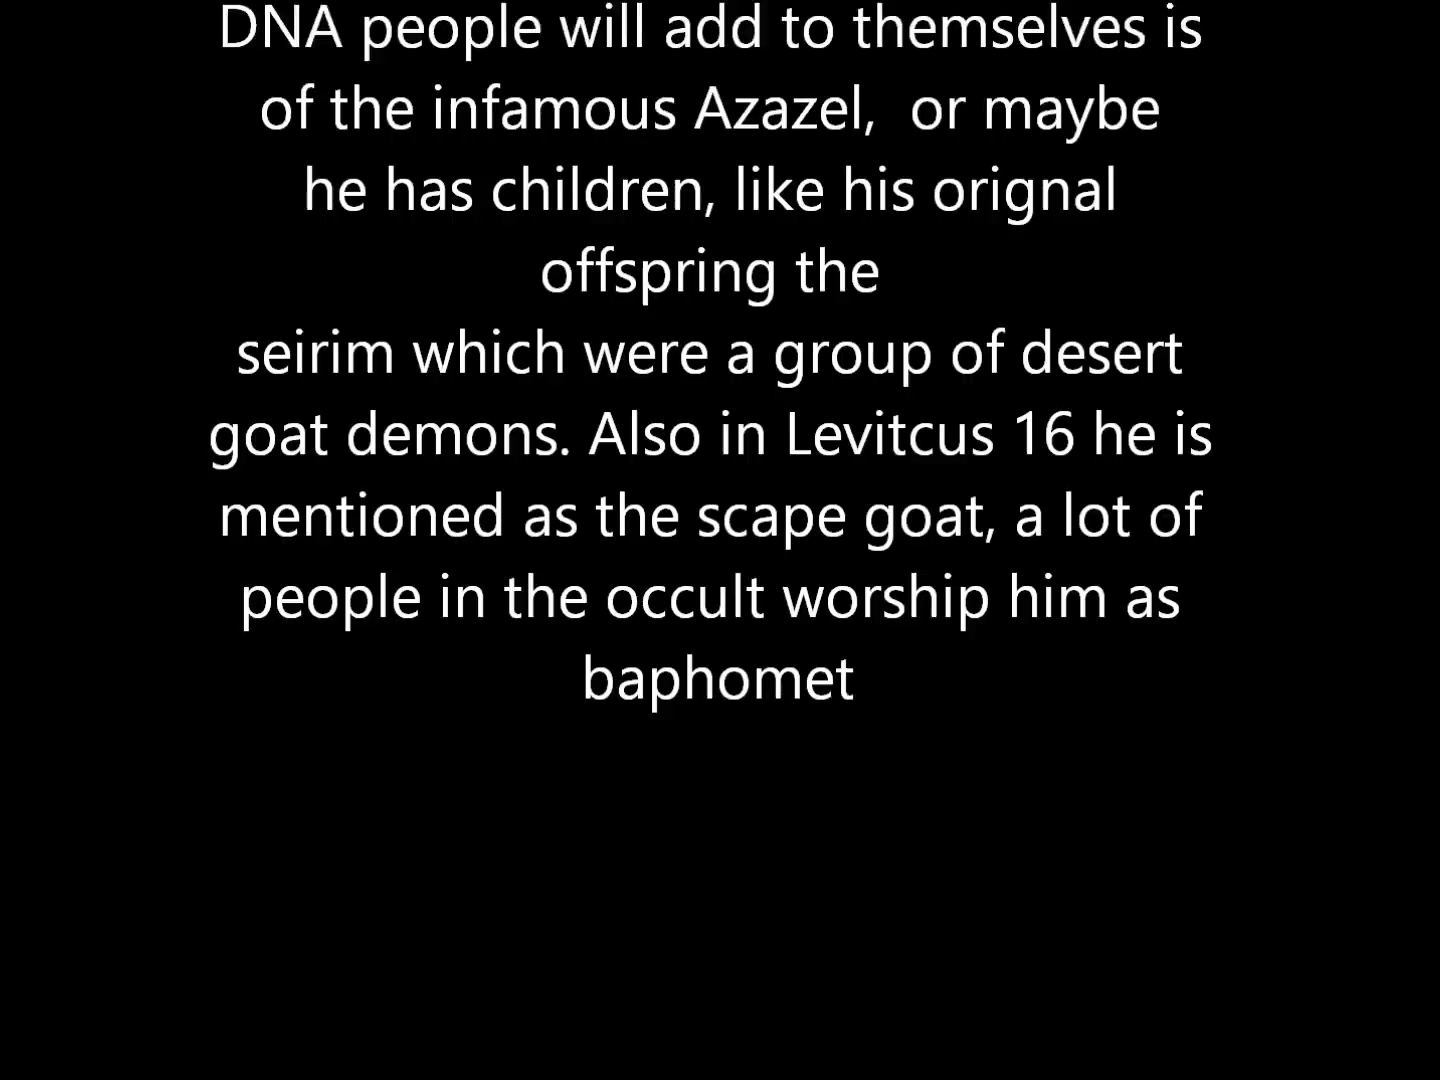 DNA people will add to themselves is
of the infamous Azazel,  or maybe
he has children, like his orignal
offspring the
seirim which were a group of desert
goat demons. Also in Levitcus 16 he is
mentioned as the scape goat, a lot of
people in the occult worship him as
baphomet